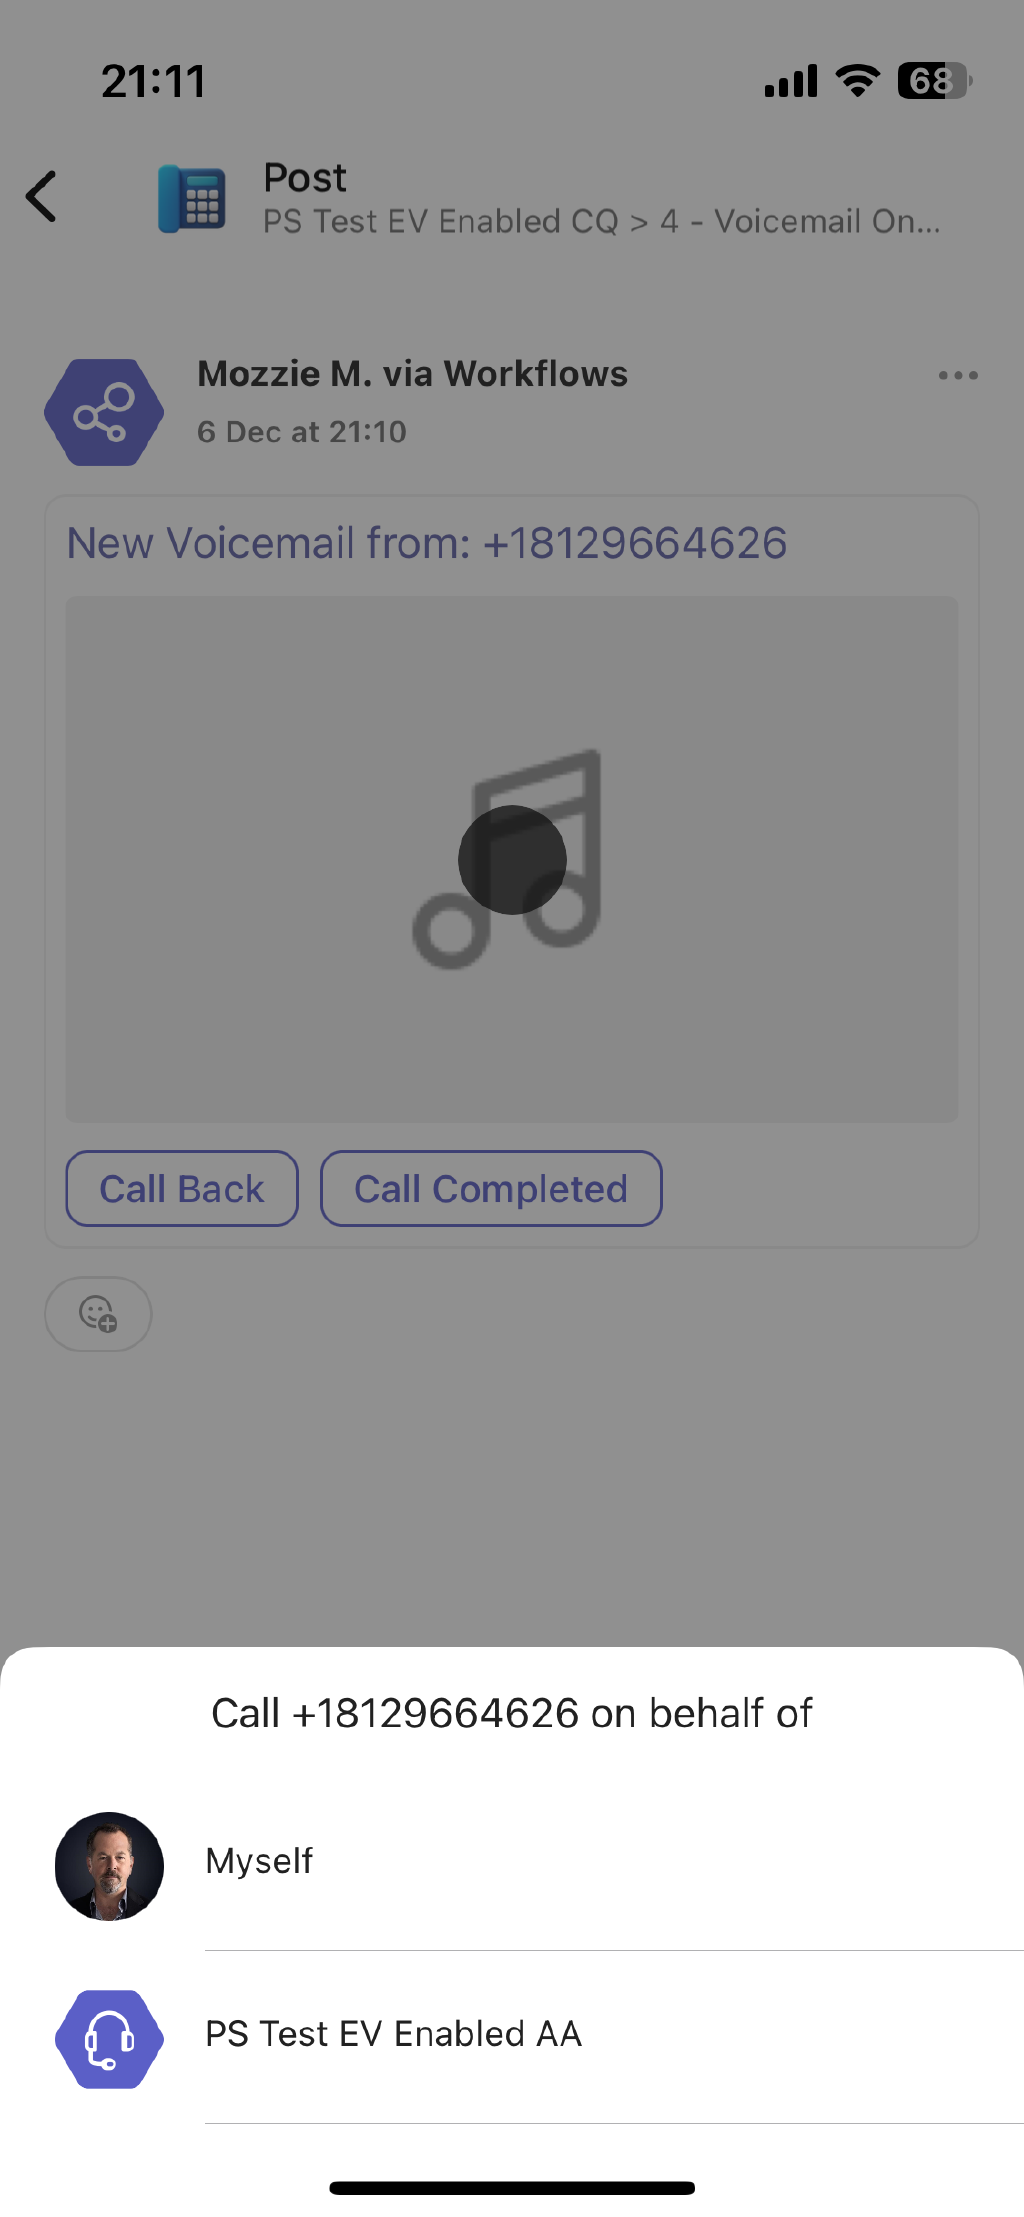 21:11
68
Post
PS Test EV Enabled CQ > 4 - Voicemail On...
Mozzie M. via Workflows
6 Dec at 21:10
New Voicemail from: +18129664626
Call Back
Call Completed
Call +18129664626 on behalf of
Myself
PS Test EV Enabled AA